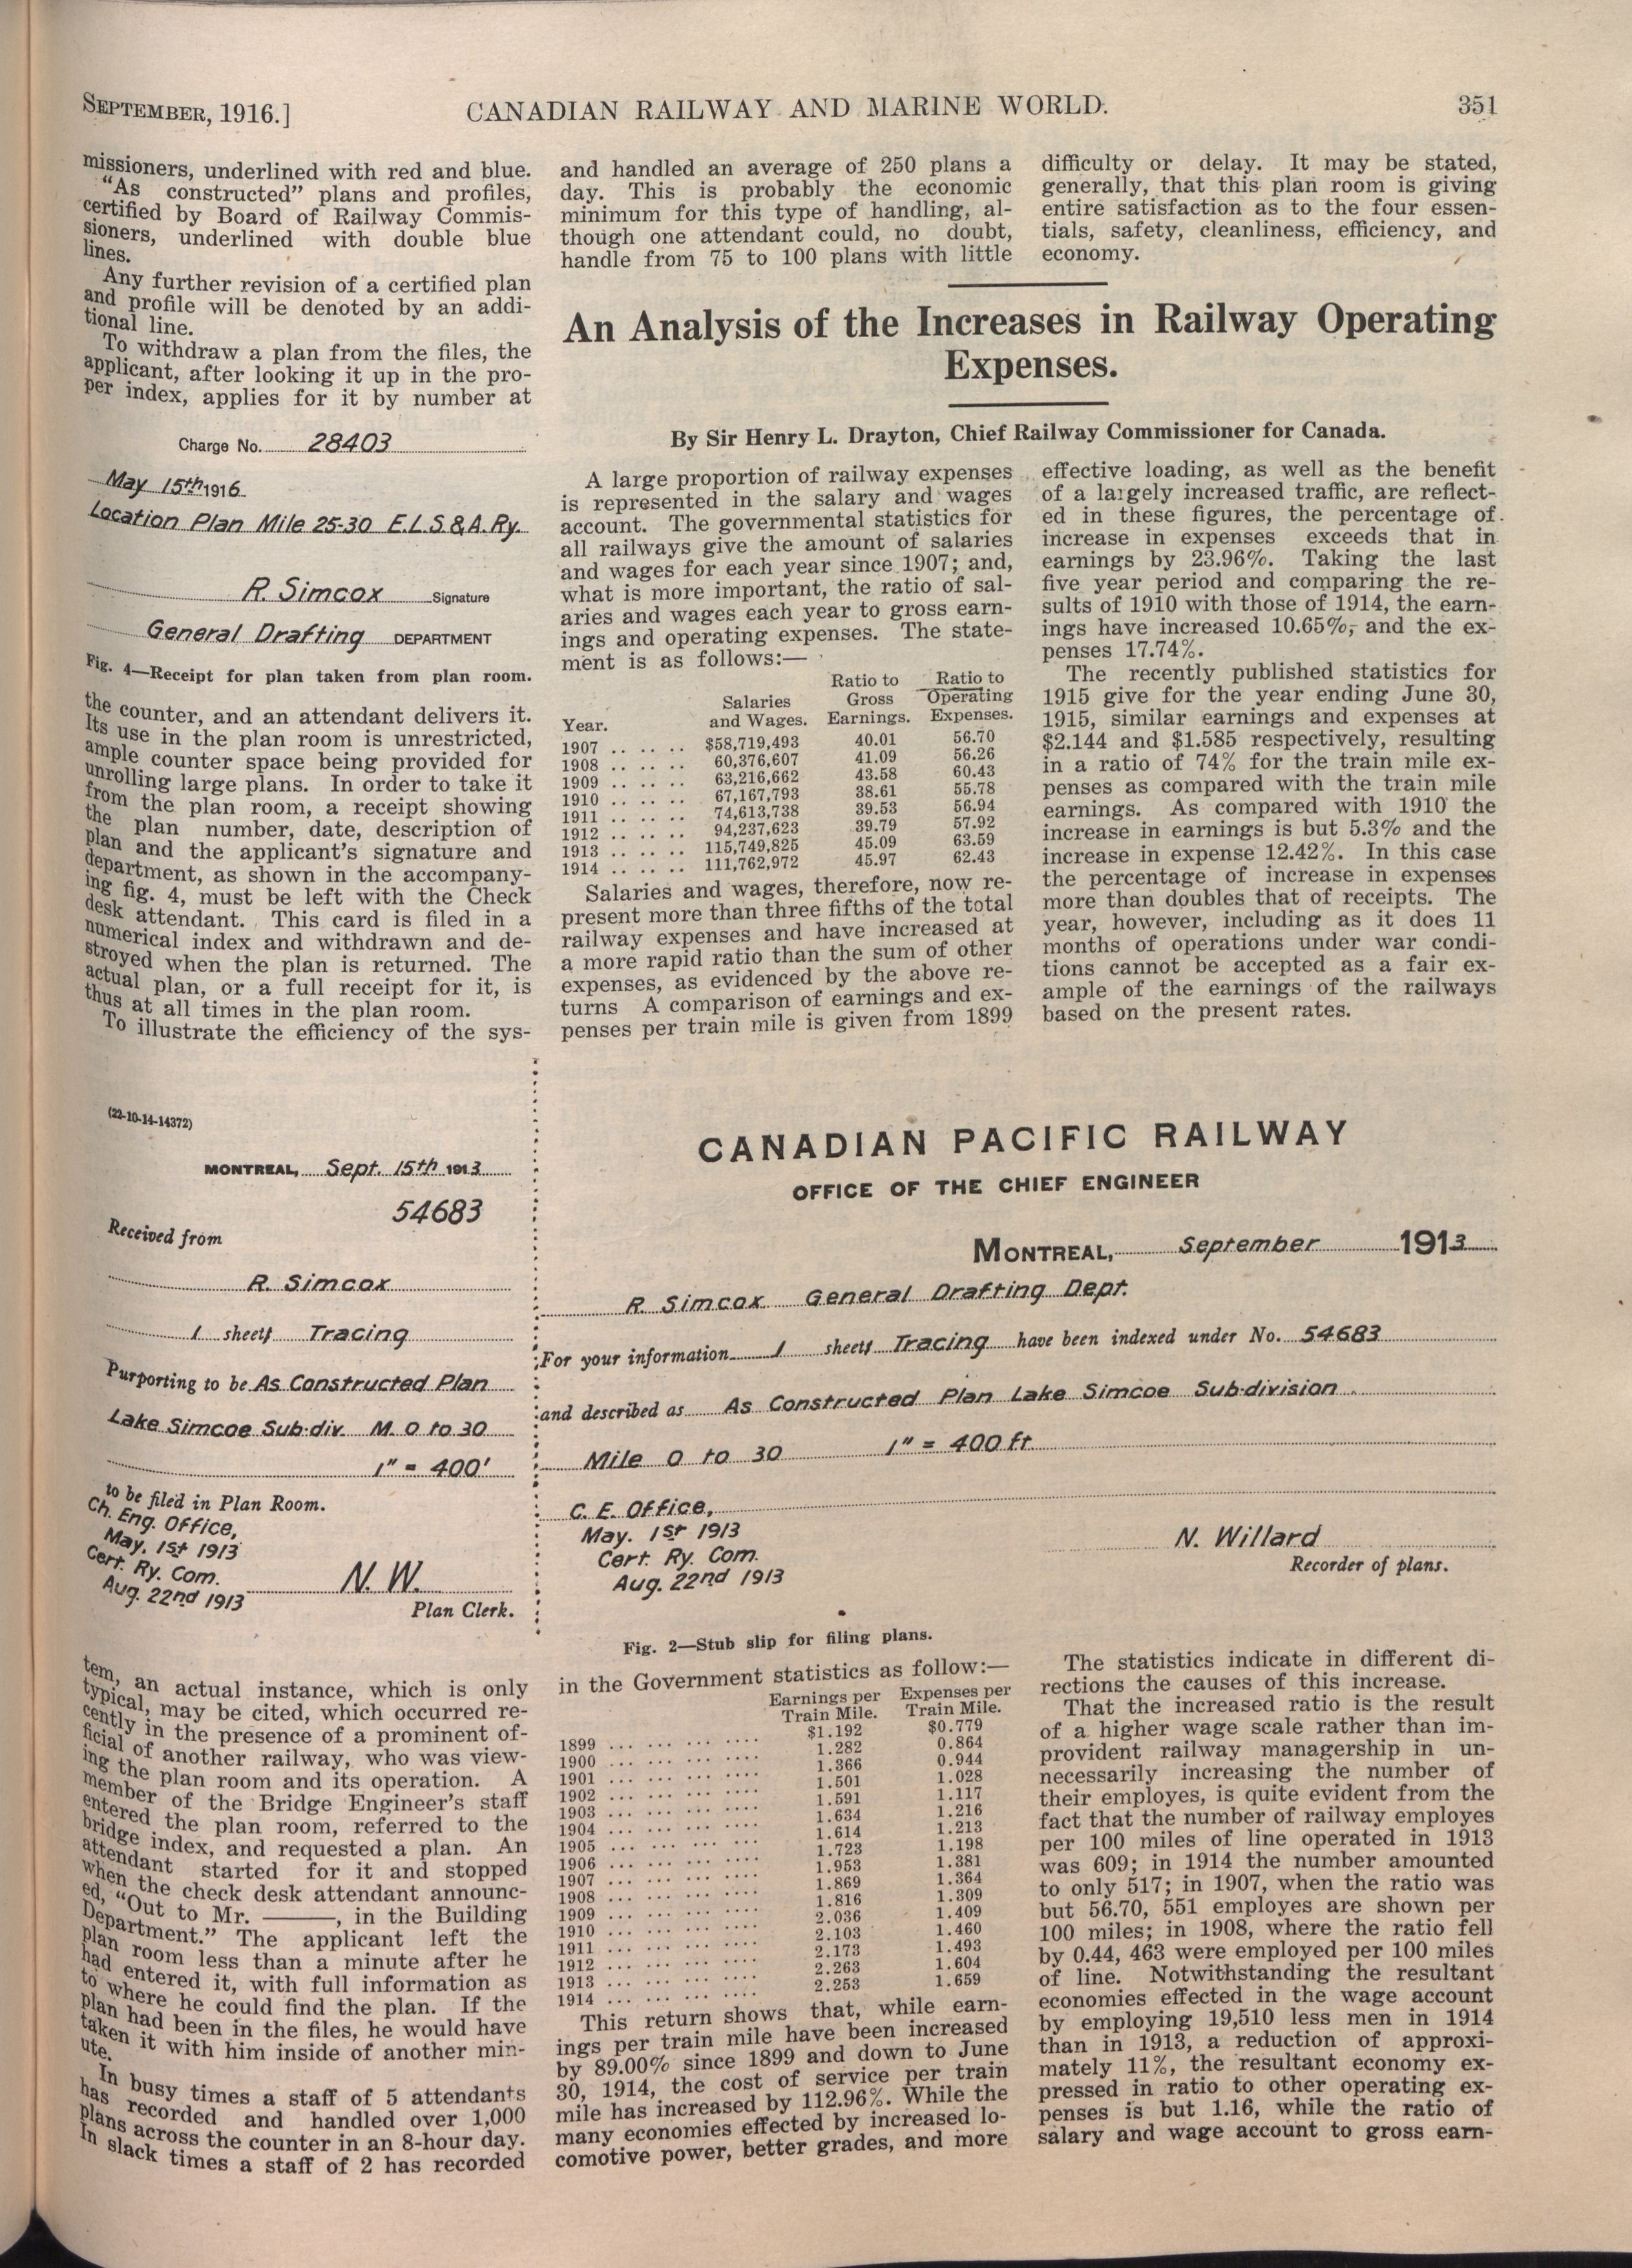 SEPTEMBER, 1916.]
CANADIAN RAILWAY AND MARINE WORLD.
351
missioners, underlined with red and blue.
"As constructed" plans and profiles,
certified by Board of Railway Commis-
sioners, underlined with double blue
lines.
Any further revision of a certified plan
and profile will be denoted by an addi-
tional line.
To withdraw a plan from the files, the
applicant, after looking it up in the pro-
per index, applies for it by number at
Charge No. 28403
May 15th 1916
Location Plan Mile 25-30 E.L.S.&A.Ry.
R. Simcox Signature
General Drafting DEPARTMENT
Fig. 4—Receipt for plan taken from plan room.
the counter, and an attendant delivers it.
Its use in the plan room is unrestricted,
ample counter space being provided for
unrolling large plans. In order to take it
from the plan room, a receipt showing
the plan number, date, description of
plan and the applicant's signature and
department, as shown in the accompany-
ing fig. 4, must be left with the Check
desk attendant. This card is filed in a
numerical index and withdrawn and de-
stroyed when the plan is returned. The
actual plan, or a full receipt for it, is
thus at all times in the plan room.
To illustrate the efficiency of the sys-
and handled an average of 250 plans a
day. This is probably the economic
minimum for this type of handling, al-
though one attendant could, no doubt,
handle from 75 to 100 plans with little
difficulty or delay. It may be stated,
generally, that this plan room is giving
entire satisfaction as to the four essen-
tials, safety, cleanliness, efficiency, and
economy.
An Analysis of the Increases in Railway Operating
Expenses.
By Sir Henry L. Drayton, Chief Railway Commissioner for Canada.
A large proportion of railway expenses
is represented in the salary and wages
account. The governmental statistics for
all railways give the amount of salaries
and wages for each year since 1907; and,
what is more important, the ratio of sal-
aries and wages each year to gross earn-
ings and operating expenses. The state-
ment is as follows:—
Ratio to Ratio to
Salaries Gross Operating
Year. and Wages. Earnings. Expenses.
1907 .. .. .. $58,719,493 40.01 56.70
1908 .. .. .. 60,376,607 41.09 56.26
1909 .. .. .. 63,216,662 43.58 60.43
1910 .. .. .. 67,167,793 38.61 55.78
1911 .. .. .. 74,613,738 39.53 56.94
1912 .. .. .. 94,237,623 39.79 57.92
1913 .. .. .. 115,749,825 45.09 63.59
1914 .. .. .. 111,762,972 45.97 62.43
Salaries and wages, therefore, now re-
present more than three fifths of the total
railway expenses and have increased at
a more rapid ratio than the sum of other
expenses, as evidenced by the above re-
turns A comparison of earnings and ex-
penses per train mile is given from 1899
effective loading, as well as the benefit
of a largely increased traffic, are reflect-
ed in these figures, the percentage of
increase in expenses exceeds that in
earnings by 23.96%. Taking the last
five year period and comparing the re-
sults of 1910 with those of 1914, the earn-
ings have increased 10.65%, and the ex-
penses 17.74%.
The recently published statistics for
1915 give for the year ending June 30,
1915, similar earnings and expenses at
$2.144 and $1.585 respectively, resulting
in a ratio of 74% for the train mile ex-
penses as compared with the train mile
earnings. As compared with 1910 the
increase in earnings is but 5.3% and the
increase in expense 12.42%. In this case
the percentage of increase in expenses
more than doubles that of receipts. The
year, however, including as it does 11
months of operations under war condi-
tions cannot be accepted as a fair ex-
ample of the earnings of the railways
based on the present rates.
(22-10-14-14372)
MONTREAL, Sept. 15th 1913
54683
Received from
R. Simcox
1 sheets Tracing
Purporting to be As Constructed Plan
Lake Simcoe Sub-div. M. 0 to 30
1" = 400'
to be filed in Plan Room.
Ch. Eng. Office,
May. 1st 1913
Cert. Ry. Com.
Aug. 22nd 1913
N. W.
Plan Clerk.
CANADIAN PACIFIC RAILWAY
OFFICE OF THE CHIEF ENGINEER
MONTREAL, September 1913
R. Simcox General Drafting Dept.
For your information 1 sheets Tracing have been indexed under No. 54683
and described as As Constructed Plan Lake Simcoe Sub-division
Mile 0 to 30 1" = 400 ft
C. E. Office,
May. 1st 1913
Cert. Ry. Com.
Aug. 22nd 1913
N. Willard
Recorder of plans.
Fig. 2—Stub slip for filing plans.
tem, an actual instance, which is only
typical, may be cited, which occurred re-
cently in the presence of a prominent of-
ficial of another railway, who was view-
ing the plan room and its operation. A
member of the Bridge Engineer's staff
entered the plan room, referred to the
bridge index, and requested a plan. An
attendant started for it and stopped
when the check desk attendant announc-
ed, "Out to Mr. ———, in the Building
Department." The applicant left the
plan room less than a minute after he
had entered it, with full information as
to where he could find the plan. If the
plan had been in the files, he would have
taken it with him inside of another min-
ute.
In busy times a staff of 5 attendants
has recorded and handled over 1,000
plans across the counter in an 8-hour day.
In slack times a staff of 2 has recorded
in the Government statistics as follow:—
Earnings per Expenses per
Train Mile. Train Mile.
1899 ... ... ... .... $1.192 $0.779
1900 ... ... ... .... 1.282 0.864
1901 ... ... ... .... 1.366 0.944
1902 ... ... ... .... 1.501 1.028
1903 ... ... ... .... 1.591 1.117
1904 ... ... ... .... 1.634 1.216
1905 ... ... ... ... 1.614 1.213
1906 ... ... ... .... 1.723 1.198
1907 ... ... ... .... 1.953 1.381
1908 ... ... ... .... 1.869 1.364
1909 ... ... ... .... 1.816 1.309
1910 ... ... ... .... 2.036 1.409
1911 ... ... ... .... 2.103 1.460
1912 ... ... ... .... 2.173 1.493
1913 ... ... ... .... 2.263 1.604
1914 ... ... ... .... 2.253 1.659
This return shows that, while earn-
ings per train mile have been increased
by 89.00% since 1899 and down to June
30, 1914, the cost of service per train
mile has increased by 112.96%. While the
many economies effected by increased lo-
comotive power, better grades, and more
The statistics indicate in different di-
rections the causes of this increase.
That the increased ratio is the result
of a higher wage scale rather than im-
provident railway managership in un-
necessarily increasing the number of
their employes, is quite evident from the
fact that the number of railway employes
per 100 miles of line operated in 1913
was 609; in 1914 the number amounted
to only 517; in 1907, when the ratio was
but 56.70, 551 employes are shown per
100 miles; in 1908, where the ratio fell
by 0.44, 463 were employed per 100 miles
of line. Notwithstanding the resultant
economies effected in the wage account
by employing 19,510 less men in 1914
than in 1913, a reduction of approxi-
mately 11%, the resultant economy ex-
pressed in ratio to other operating ex-
penses is but 1.16, while the ratio of
salary and wage account to gross earn-